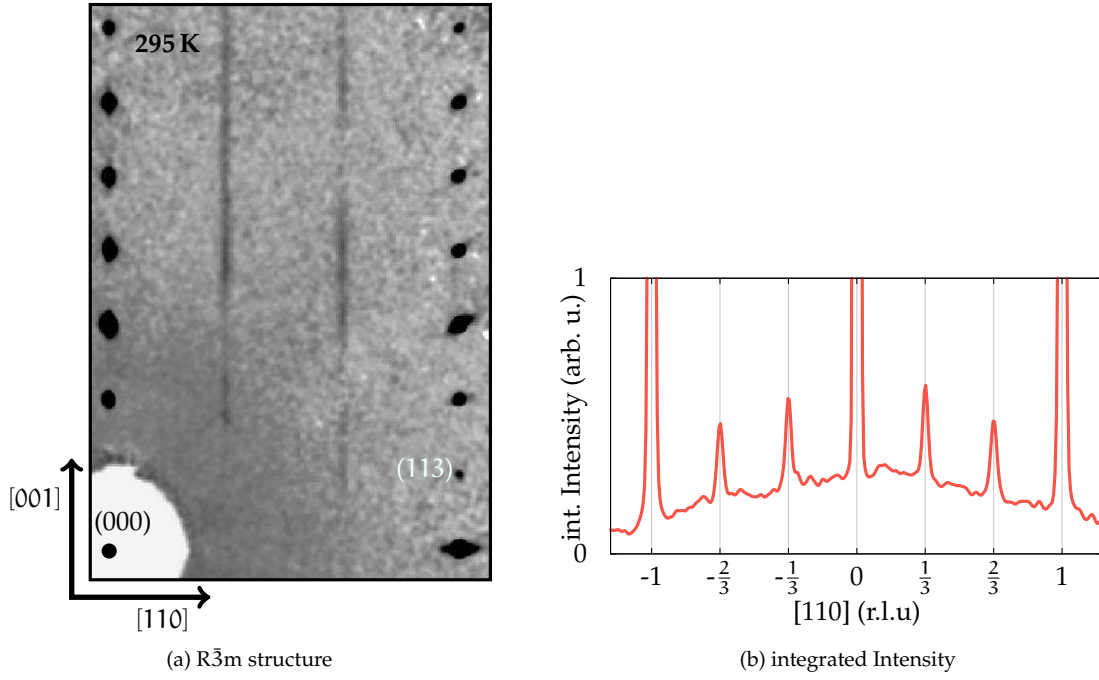 295 K
(113)
[001]
(000)
[110]
(a) R3̄m structure
int. Intensity (arb. u.)
1
0
-1
-2/3
-1/3
0
1/3
2/3
1
[110] (r.l.u)
(b) integrated Intensity